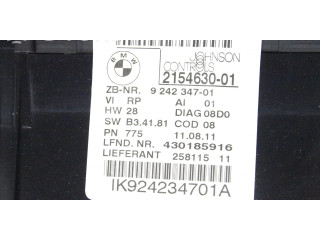 BMW
JOHNSON
CONTROLS
2154630-01
ZB-NR. 9 242 347-01
VI RP AI 01
HW 28 DIAG 08D0
SW B3.41.81 COD 08
PN 775 11.08.11
LFND. NR. 430185916
LIEFERANT 258115 11
IK924234701A